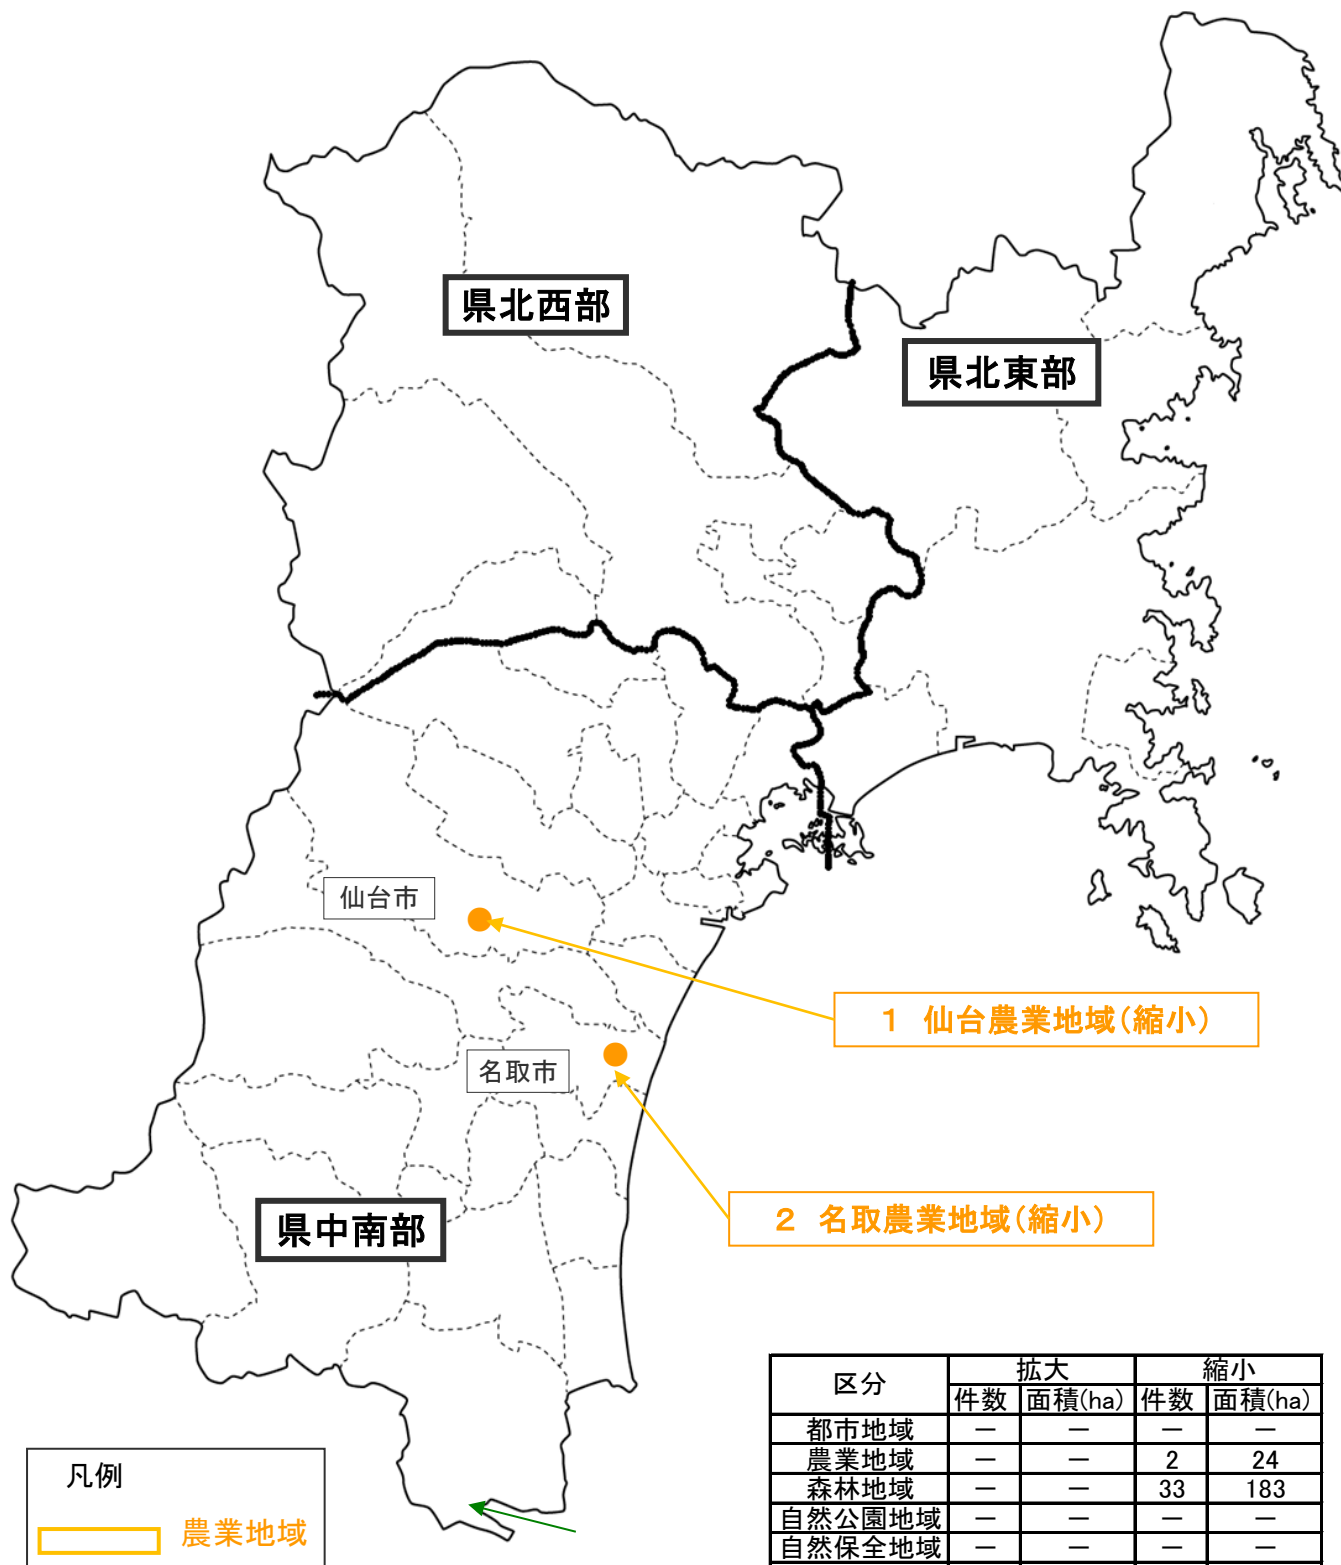 県北西部
県北東部
仙台市
1 仙台農業地域(縮小)
名取市
2 名取農業地域(縮小)
県中南部
区分 拡大 縮小
件数 面積(ha) 件数 面積(ha)
都市地域 － － － －
農業地域 － － 2 24
森林地域 － － 33 183
自然公園地域 － － － －
自然保全地域 － － － －
凡例
農業地域